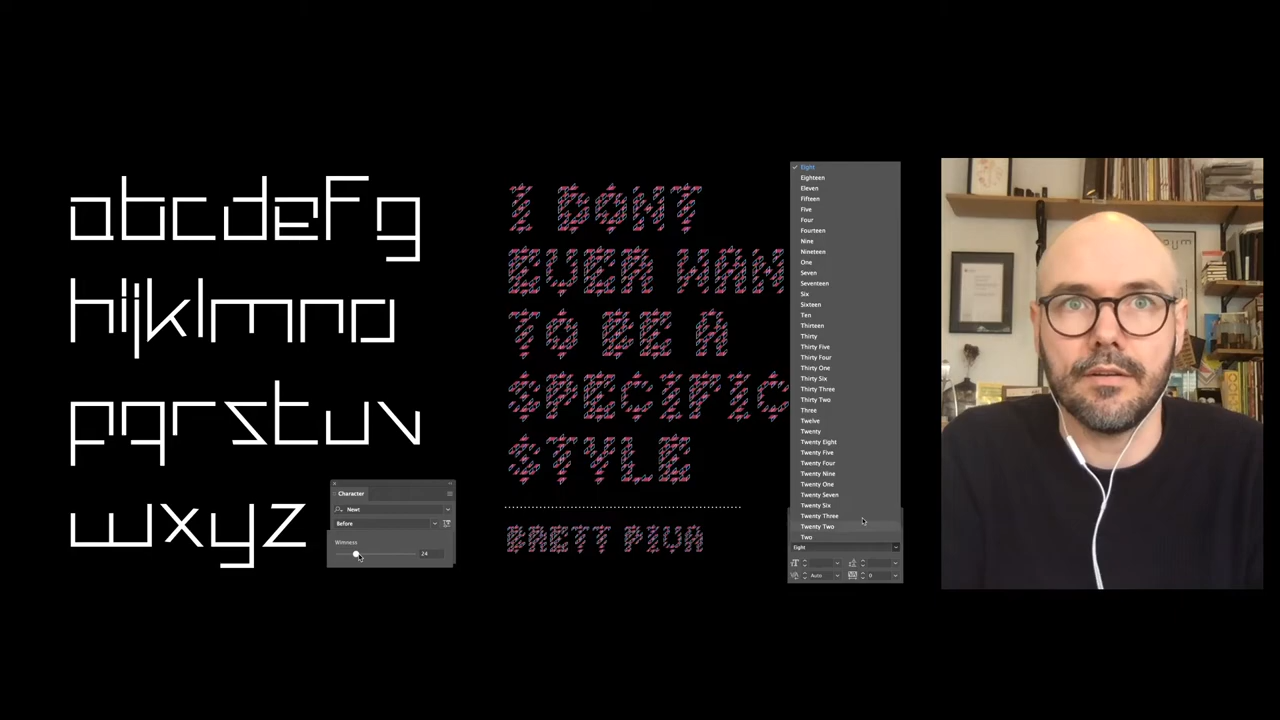 abcdefg
hijklmno
pqrstuv
wxyz
Character
Newt
Before
Wimness
24
I DONT
EVER WAN
TO BE A
SPECIFIC
STYLE
BRETT PIVA
Eight
Eighteen
Eleven
Fifteen
Five
Four
Fourteen
Nine
Nineteen
One
Seven
Seventeen
Six
Sixteen
Ten
Thirteen
Thirty
Thirty Five
Thirty Four
Thirty One
Thirty Six
Thirty Three
Thirty Two
Three
Twelve
Twenty
Twenty Eight
Twenty Five
Twenty Four
Twenty Nine
Twenty One
Twenty Seven
Twenty Six
Twenty Three
Twenty Two
Two
Eight
Auto
0